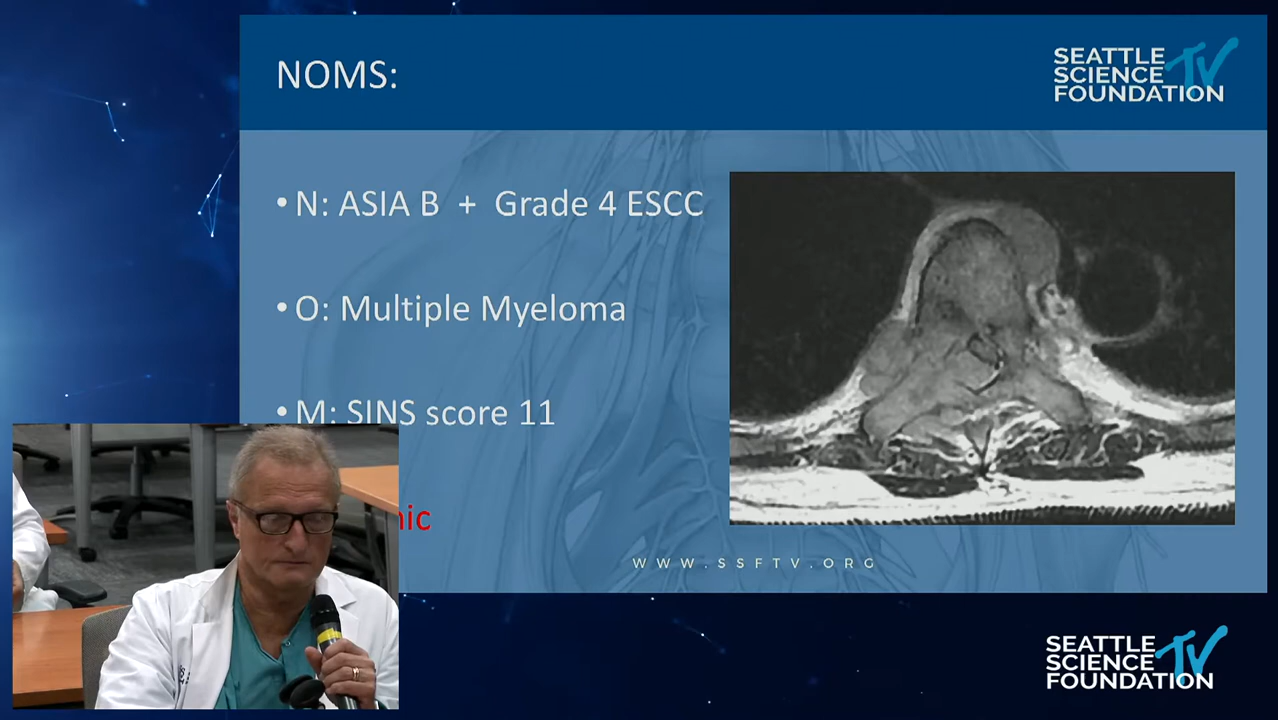 NOMS:
SEATTLE
SCIENCE TV
FOUNDATION
• N: ASIA B + Grade 4 ESCC
• O: Multiple Myeloma
• M: SINS score 11
WWW.SSFTV.ORG
SEATTLE
SCIENCE TV
FOUNDATION